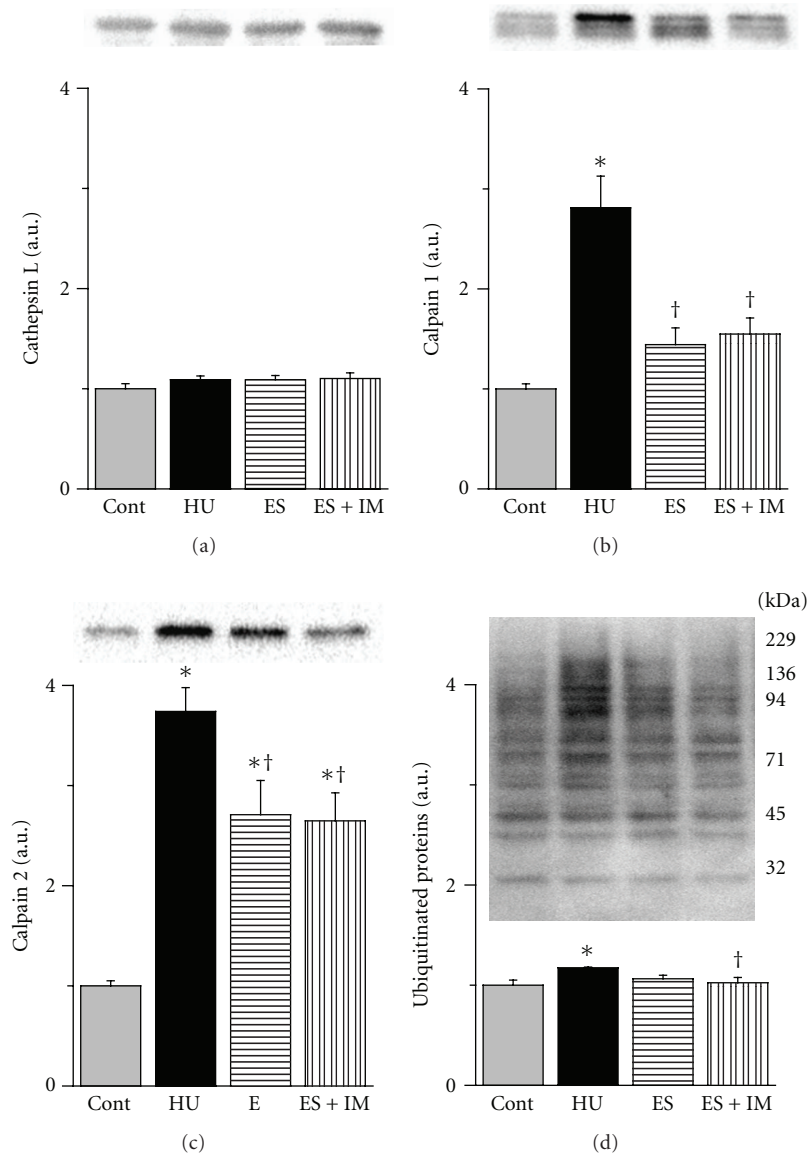 4
2
0
Cathepsin L (a.u.)
Cont HU ES ES + IM
(a)
4
2
0
Calpain 1 (a.u.)
*
†
†
Cont HU ES ES + IM
(b)
4
2
0
Calpain 2 (a.u.)
*
*†
*†
Cont HU E ES + IM
(c)
(kDa)
229
136
94
71
45
32
4
2
0
Ubiquitinated proteins (a.u.)
*
†
Cont HU ES ES + IM
(d)